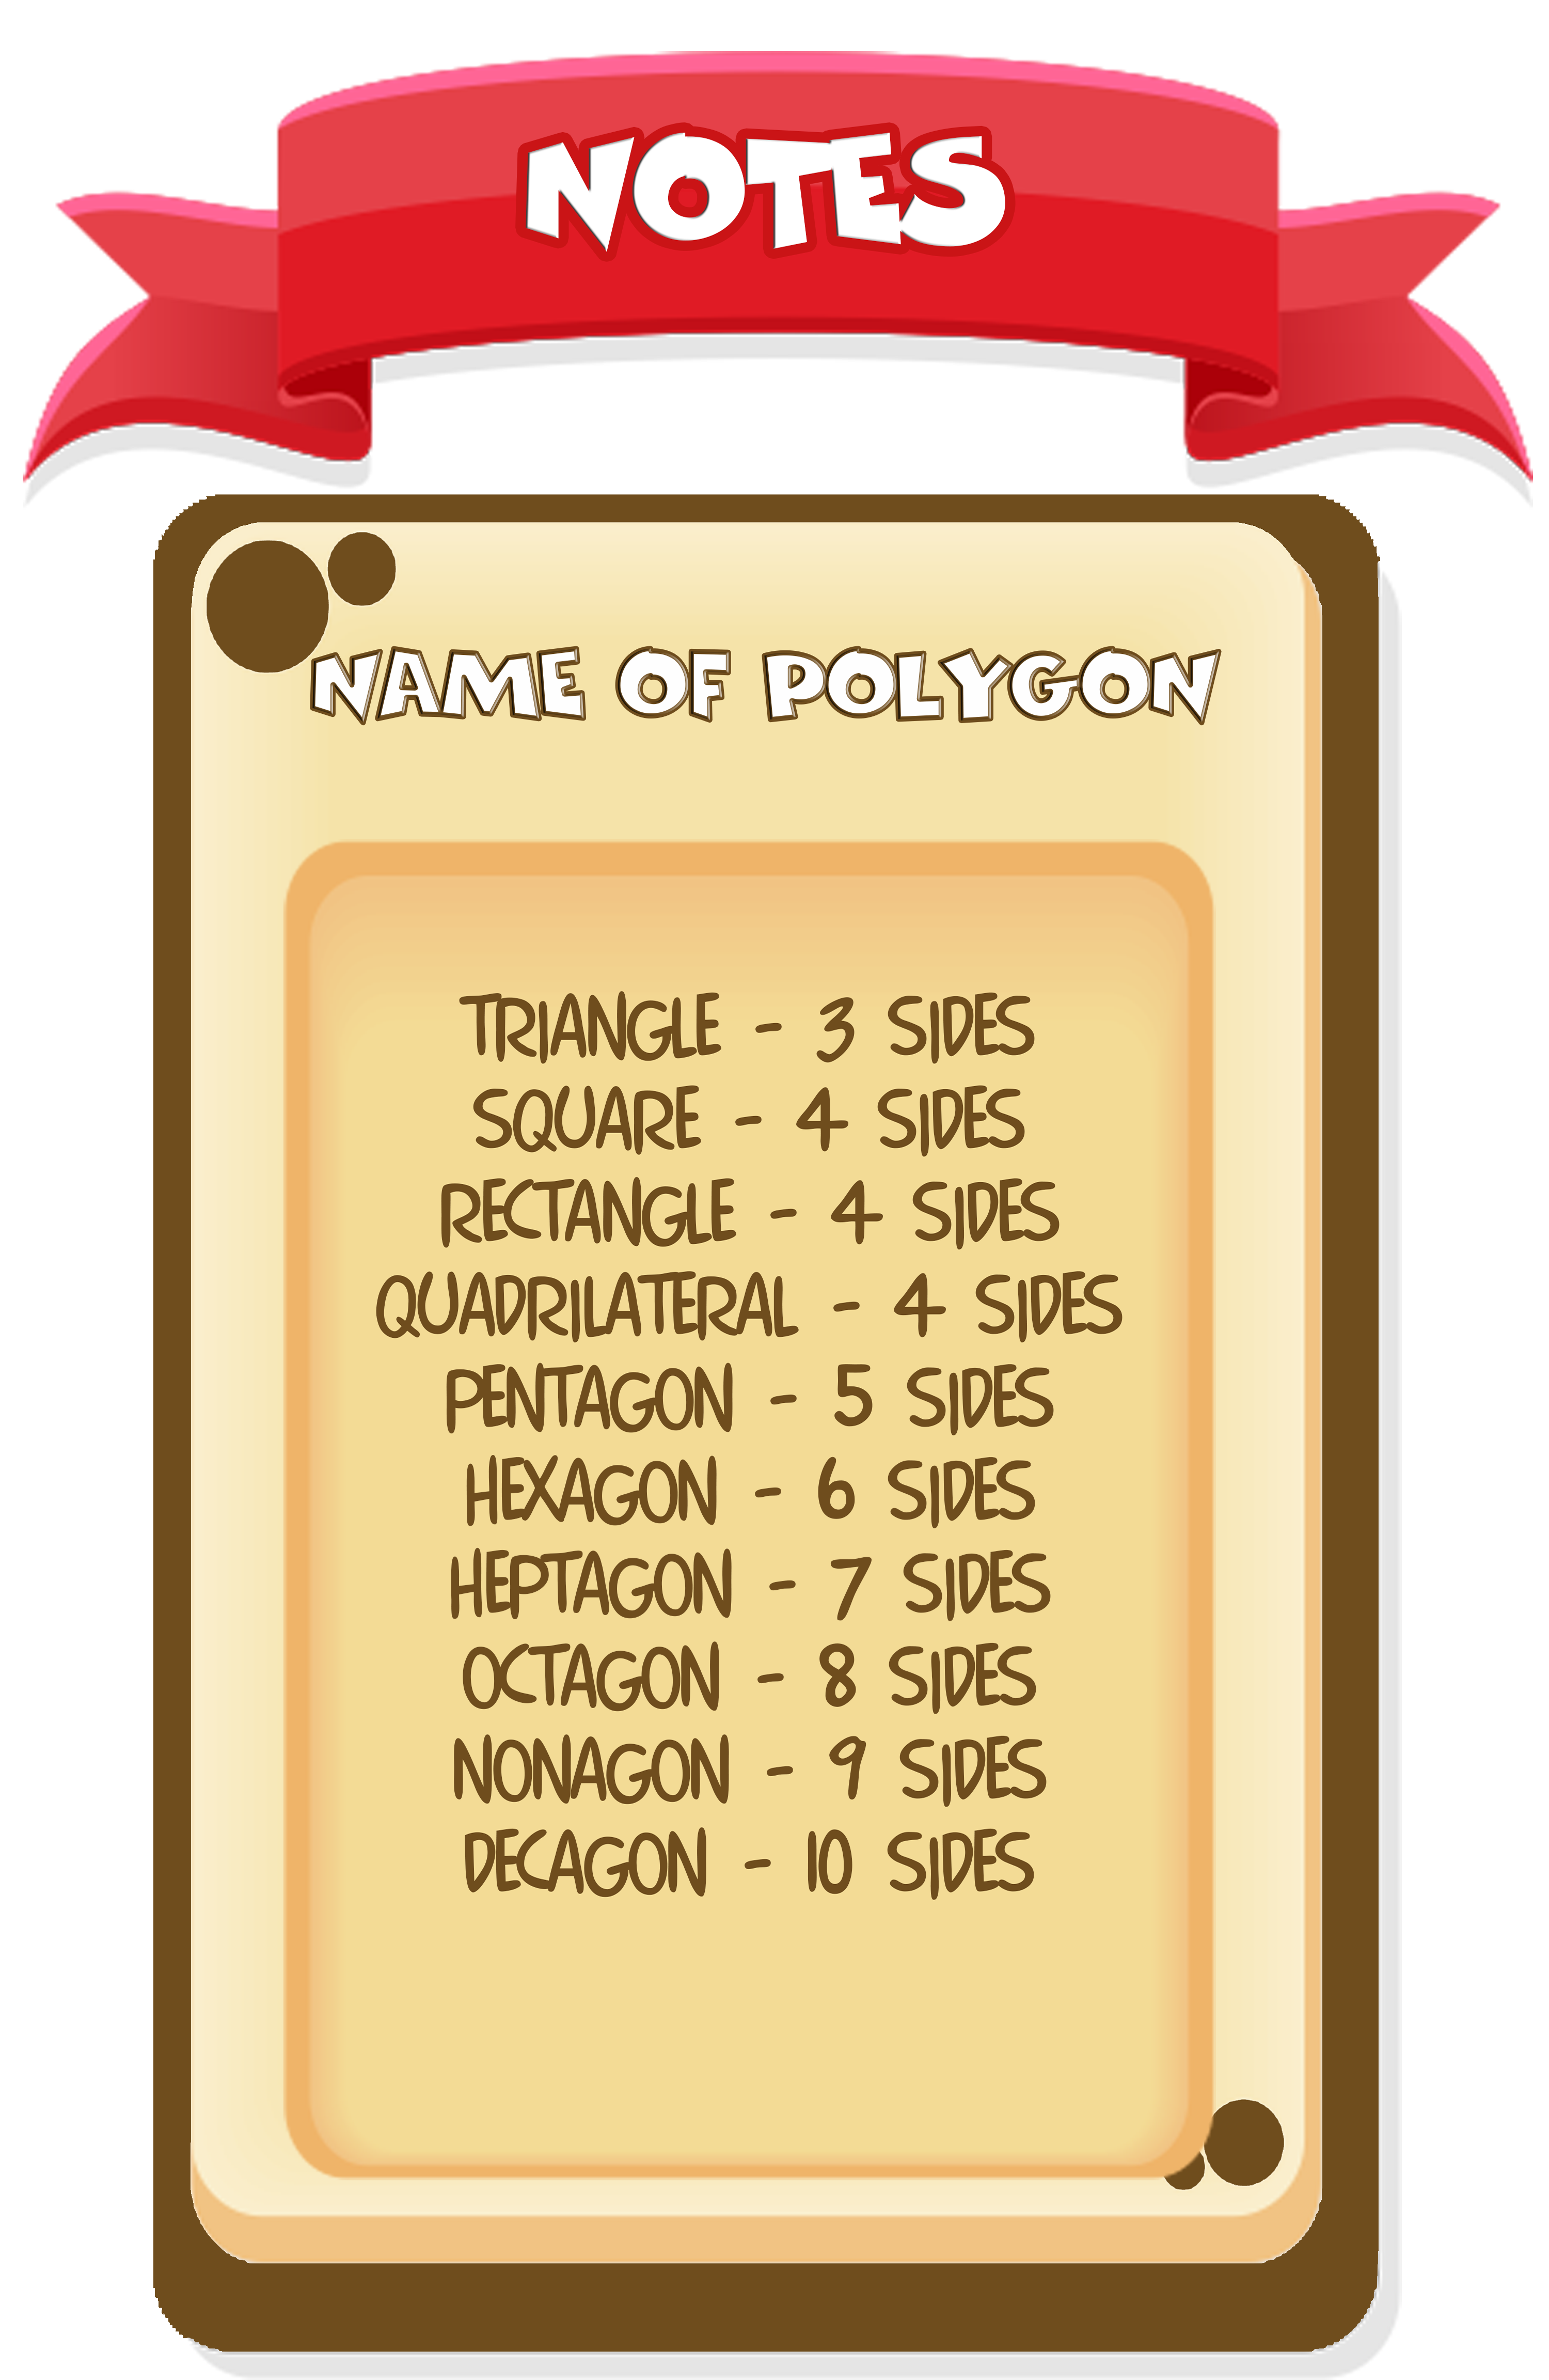 NOTES
NAME OF POLYGON
TRIANGLE - 3 SIDES
SQUARE - 4 SIDES
RECTANGLE - 4 SIDES
QUADRILATERAL - 4 SIDES
PENTAGON - 5 SIDES
HEXAGON - 6 SIDES
HEPTAGON - 7 SIDES
OCTAGON - 8 SIDES
NONAGON - 9 SIDES
DECAGON - 10 SIDES